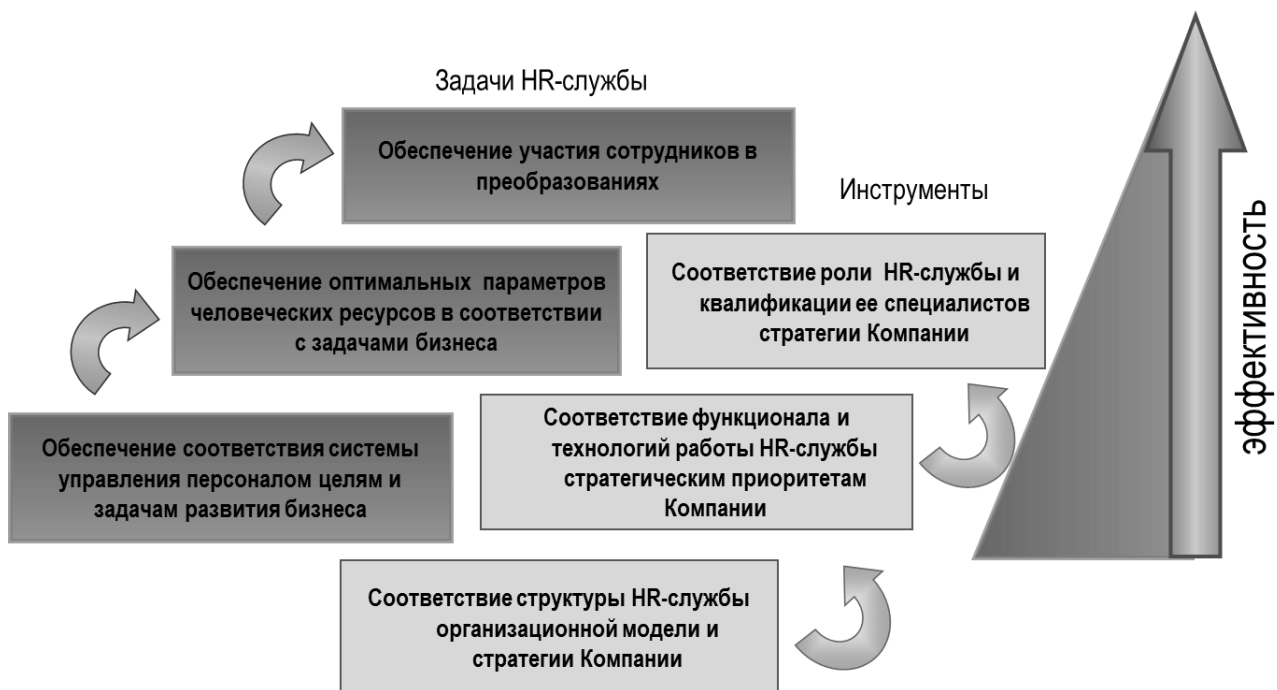 Задачи HR-службы
Обеспечение участия сотрудников в
преобразованиях
Инструменты
Обеспечение оптимальных параметров
человеческих ресурсов в соответствии
с задачами бизнеса
Соответствие роли HR-службы и
квалификации ее специалистов
стратегии Компании
Обеспечение соответствия системы
управления персоналом целям и
задачам развития бизнеса
Соответствие функционала и
технологий работы HR-службы
стратегическим приоритетам
Компании
Соответствие структуры HR-службы
организационной модели и
стратегии Компании
эффективность